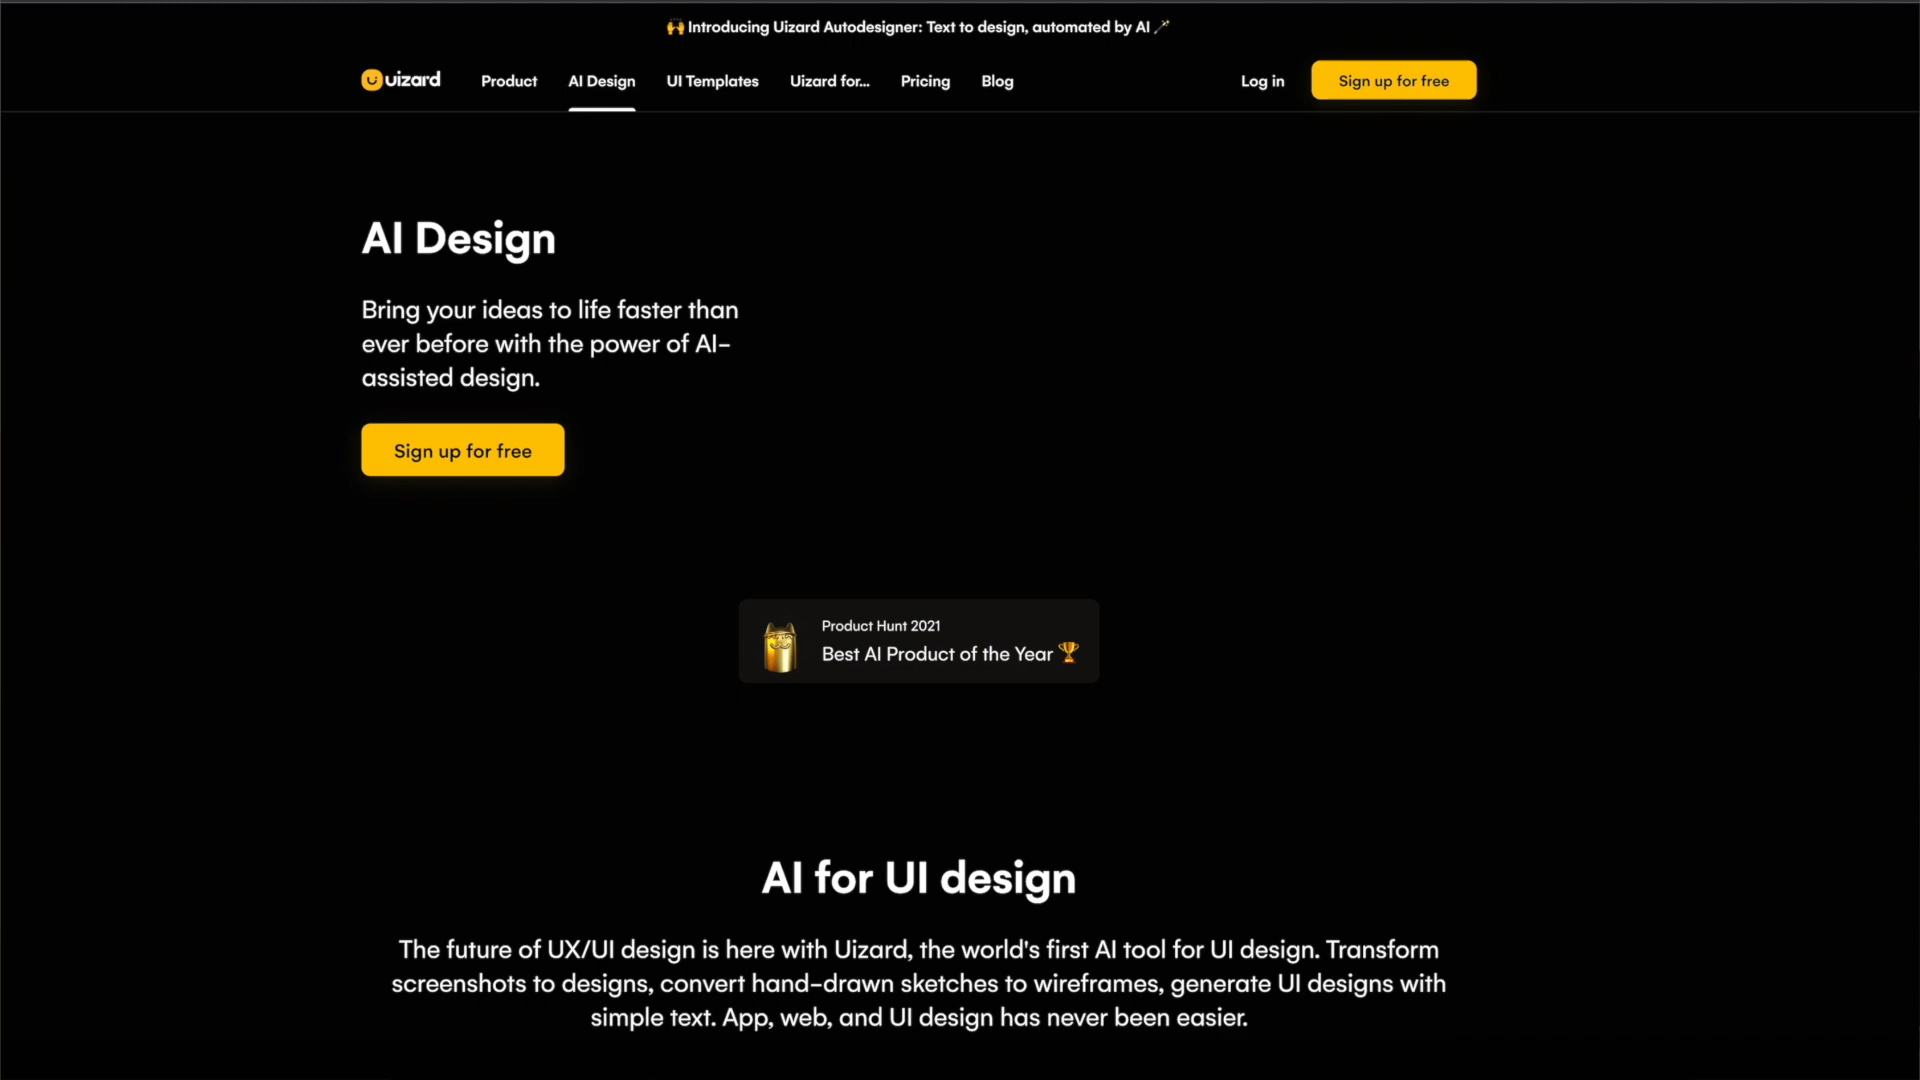 🙌 Introducing Uizard Autodesigner: Text to design, automated by AI 🪄
uizard Product AI Design UI Templates Uizard for... Pricing Blog Log in Sign up for free
AI Design
Bring your ideas to life faster than
ever before with the power of AI-
assisted design.
Sign up for free
Product Hunt 2021
Best AI Product of the Year 🏆
AI for UI design
The future of UX/UI design is here with Uizard, the world's first AI tool for UI design. Transform
screenshots to designs, convert hand-drawn sketches to wireframes, generate UI designs with
simple text. App, web, and UI design has never been easier.